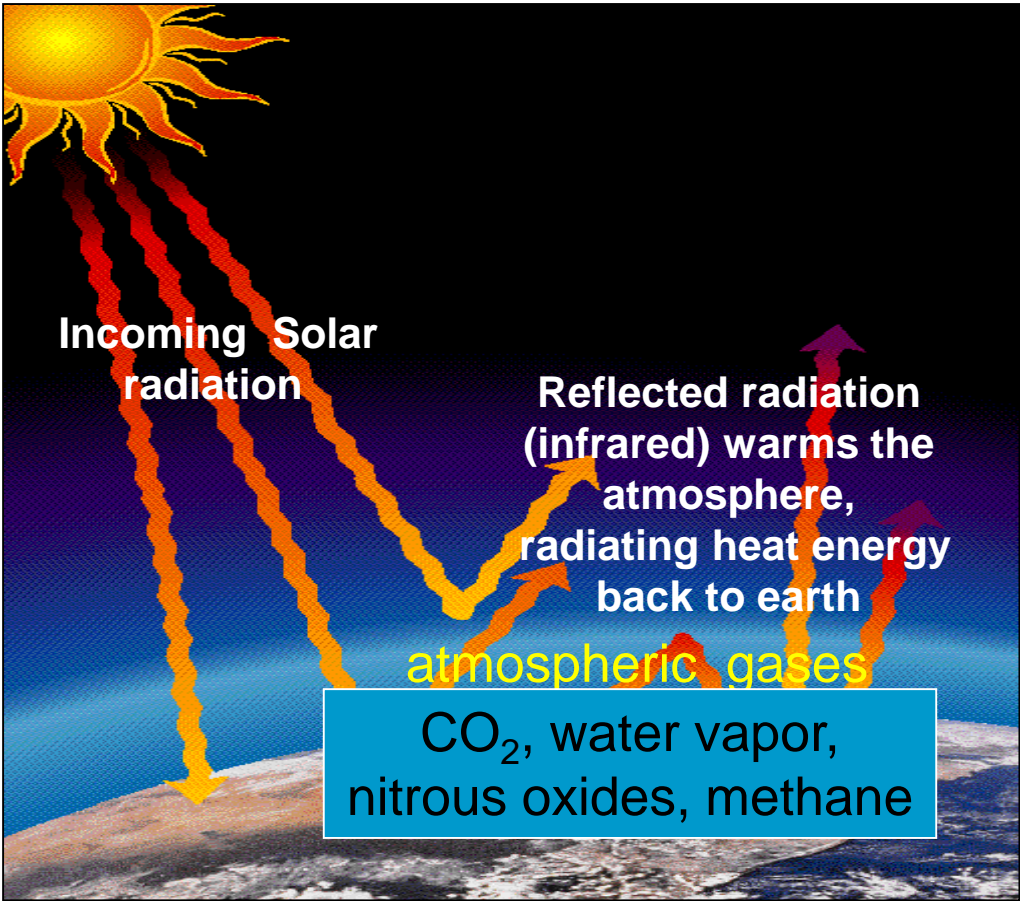 Incoming  Solar
radiation
Reflected radiation
(infrared) warms the
atmosphere,
radiating heat energy
back to earth
atmospheric  gases
CO₂, water vapor,
nitrous oxides, methane